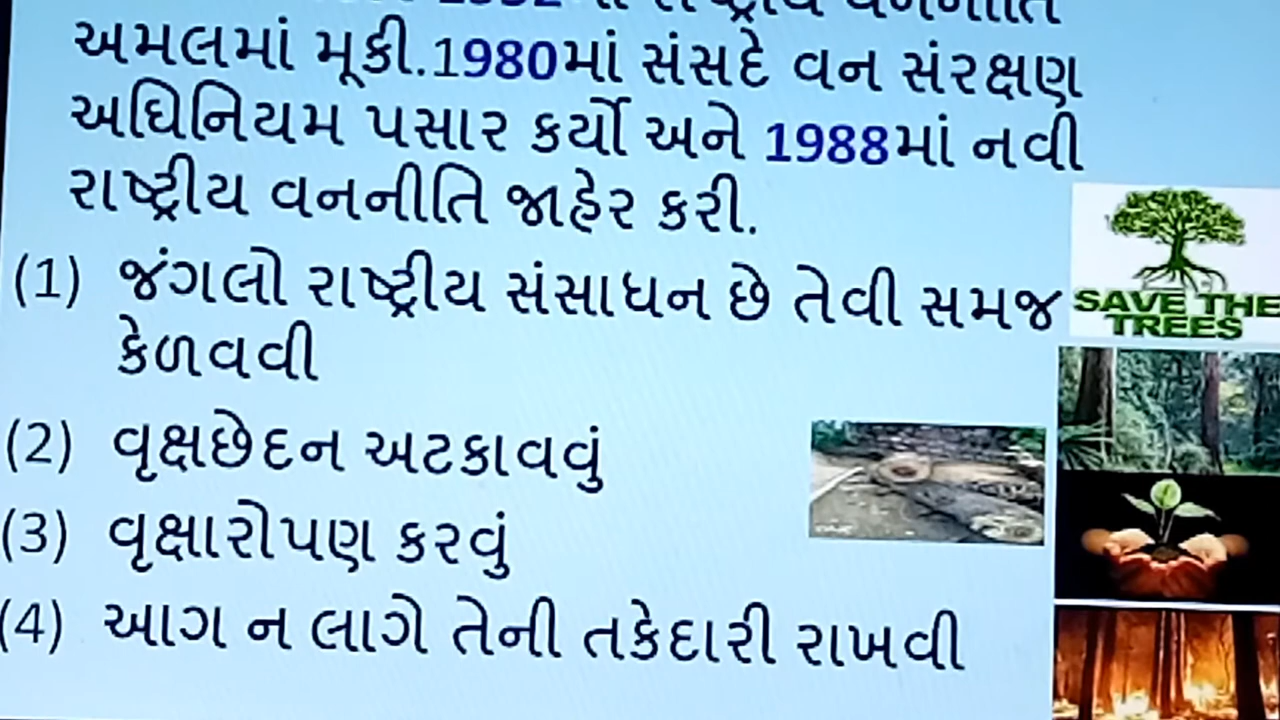 અમલમાં મૂકી.1980માં સંસદે વન સંરક્ષણ
અધિનિયમ પસાર કર્યો અને 1988માં નવી
રાષ્ટ્રીય વનનીતિ જાહેર કરી.
(1) જંગલો રાષ્ટ્રીય સંસાધન છે તેવી સમજ
કેળવવી
(2) વૃક્ષછેદન અટકાવવું
(3) વૃક્ષારોપણ કરવું
(4) આગ ન લાગે તેની તકેદારી રાખવી
SAVE THE
TREES